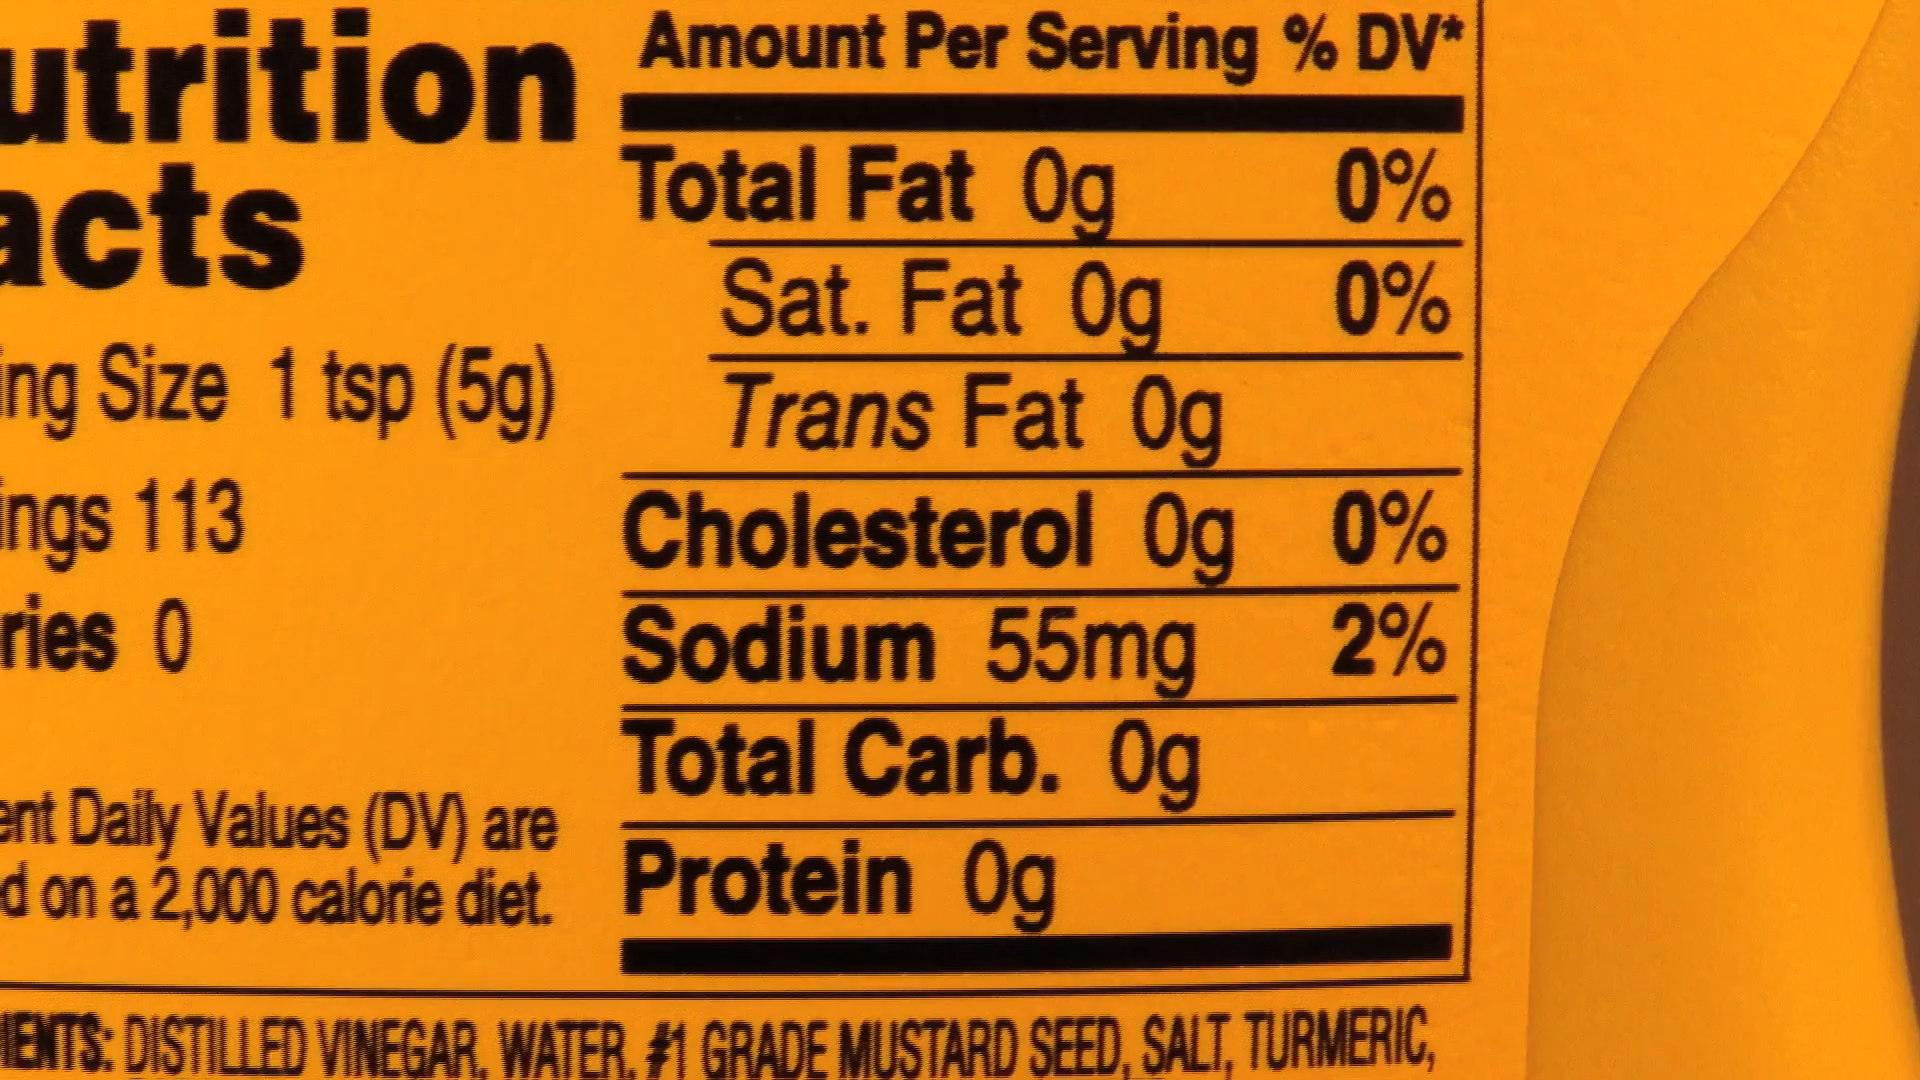 utrition
acts
ing Size 1 tsp (5g)
ings 113
ries 0
ent Daily Values (DV) are
d on a 2,000 calorie diet.
Amount Per Serving % DV*
Total Fat 0g 0%
Sat. Fat 0g 0%
Trans Fat 0g
Cholesterol 0g 0%
Sodium 55mg 2%
Total Carb. 0g
Protein 0g
IENTS: DISTILLED VINEGAR, WATER, #1 GRADE MUSTARD SEED, SALT, TURMERIC,